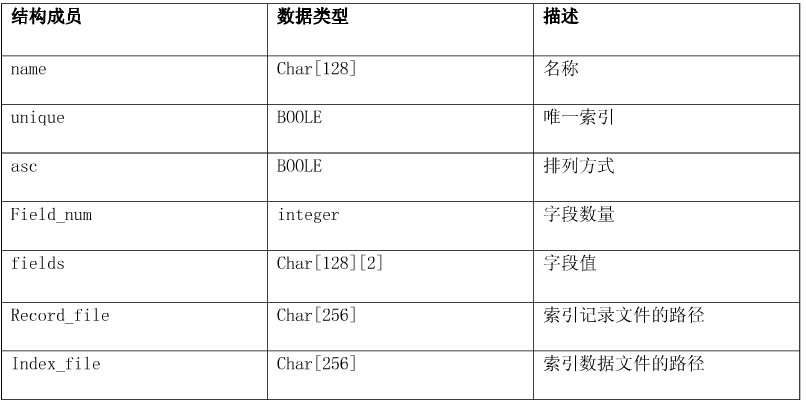 结构成员 数据类型 描述
name Char[128] 名称
unique BOOLE 唯一索引
asc BOOLE 排列方式
Field_num integer 字段数量
fields Char[128][2] 字段值
Record_file Char[256] 索引记录文件的路径
Index_file Char[256] 索引数据文件的路径